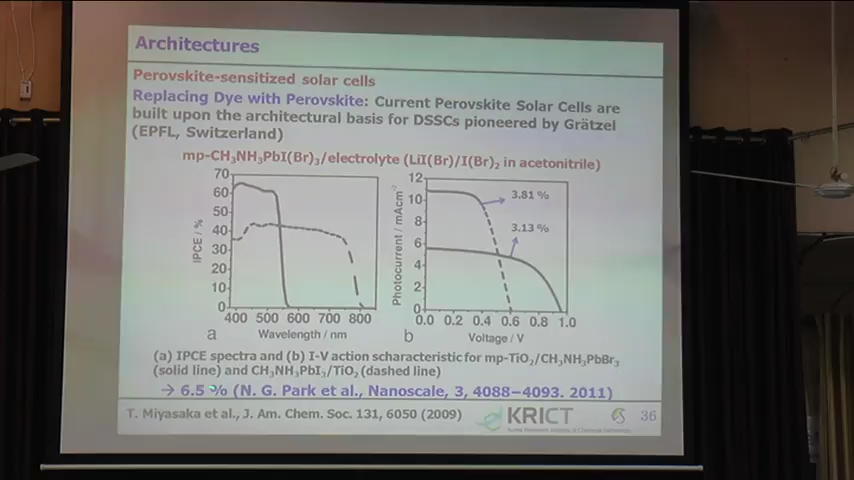 Architectures
Perovskite-sensitized solar cells
Replacing Dye with Perovskite: Current Perovskite Solar Cells are
built upon the architectural basis for DSSCs pioneered by Grätzel
(EPFL, Switzerland)
mp-CH₃NH₃PbI(Br)₃/electrolyte (LiI(Br)/I(Br)₂ in acetonitrile)
70
60
50
40
30
20
10
0
IPCE / %
400 500 600 700 800
Wavelength / nm
a
12
10
8
6
4
2
0
Photocurrent / mAcm⁻²
3.81 %
3.13 %
0.0 0.2 0.4 0.6 0.8 1.0
Voltage / V
b
(a) IPCE spectra and (b) I-V action scharacteristic for mp-TiO₂/CH₃NH₃PbBr₃
(solid line) and CH₃NH₃PbI₃/TiO₂ (dashed line)
→ 6.5 % (N. G. Park et al., Nanoscale, 3, 4088−4093. 2011)
T. Miyasaka et al., J. Am. Chem. Soc. 131, 6050 (2009)
KRICT
36